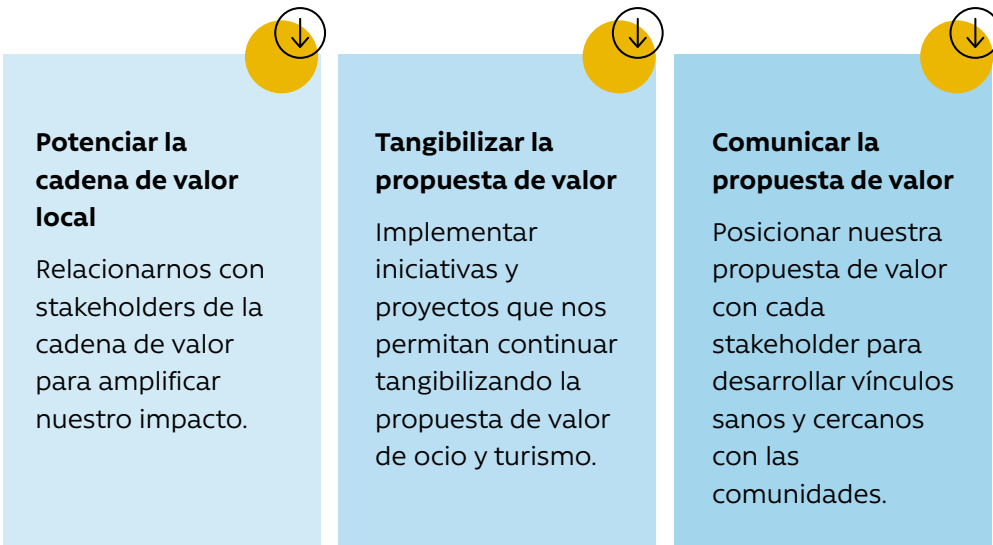 Potenciar la
cadena de valor
local
Relacionarnos con
stakeholders de la
cadena de valor
para amplificar
nuestro impacto.
Tangibilizar la
propuesta de valor
Implementar
iniciativas y
proyectos que nos
permitan continuar
tangibilizando la
propuesta de valor
de ocio y turismo.
Comunicar la
propuesta de valor
Posicionar nuestra
propuesta de valor
con cada
stakeholder para
desarrollar vínculos
sanos y cercanos
con las
comunidades.